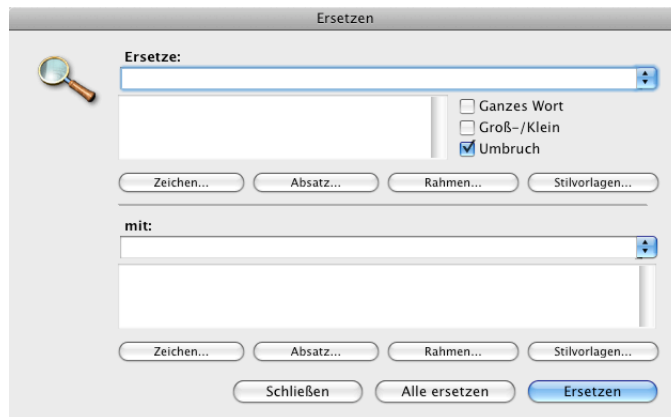 Ersetzen
Ersetze:
Ganzes Wort
Groß-/Klein
Umbruch
Zeichen... Absatz... Rahmen... Stilvorlagen...
mit:
Zeichen... Absatz... Rahmen... Stilvorlagen...
Schließen Alle ersetzen Ersetzen